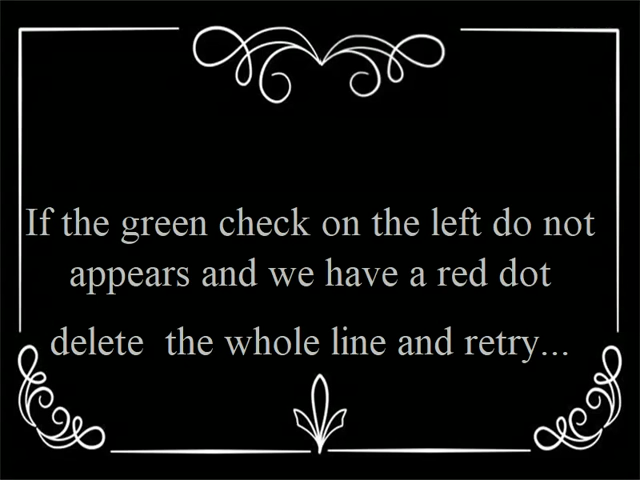 If the green check on the left do not
appears and we have a red dot
delete the whole line and retry...